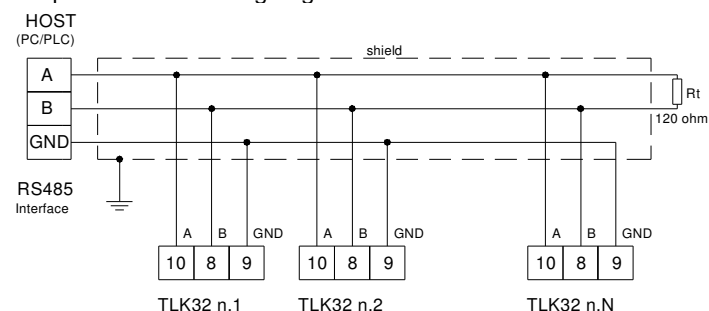 HOST
(PC/PLC)
shield
A
B
GND
Rt
120 ohm
RS485
Interface
A B GND
10 8 9
TLK32 n.1
A B GND
10 8 9
TLK32 n.2
A B GND
10 8 9
TLK32 n.N